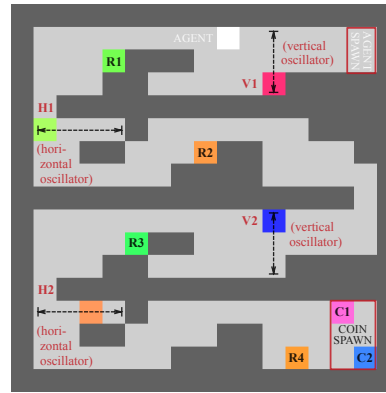 AGENT
(vertical
oscillator)
AGENT
SPAWN
R1
V1
H1
(hori-
zontal
oscillator)
R2
V2
(vertical
oscillator)
R3
H2
(hori-
zontal
oscillator)
C1
COIN
SPAWN
R4
C2